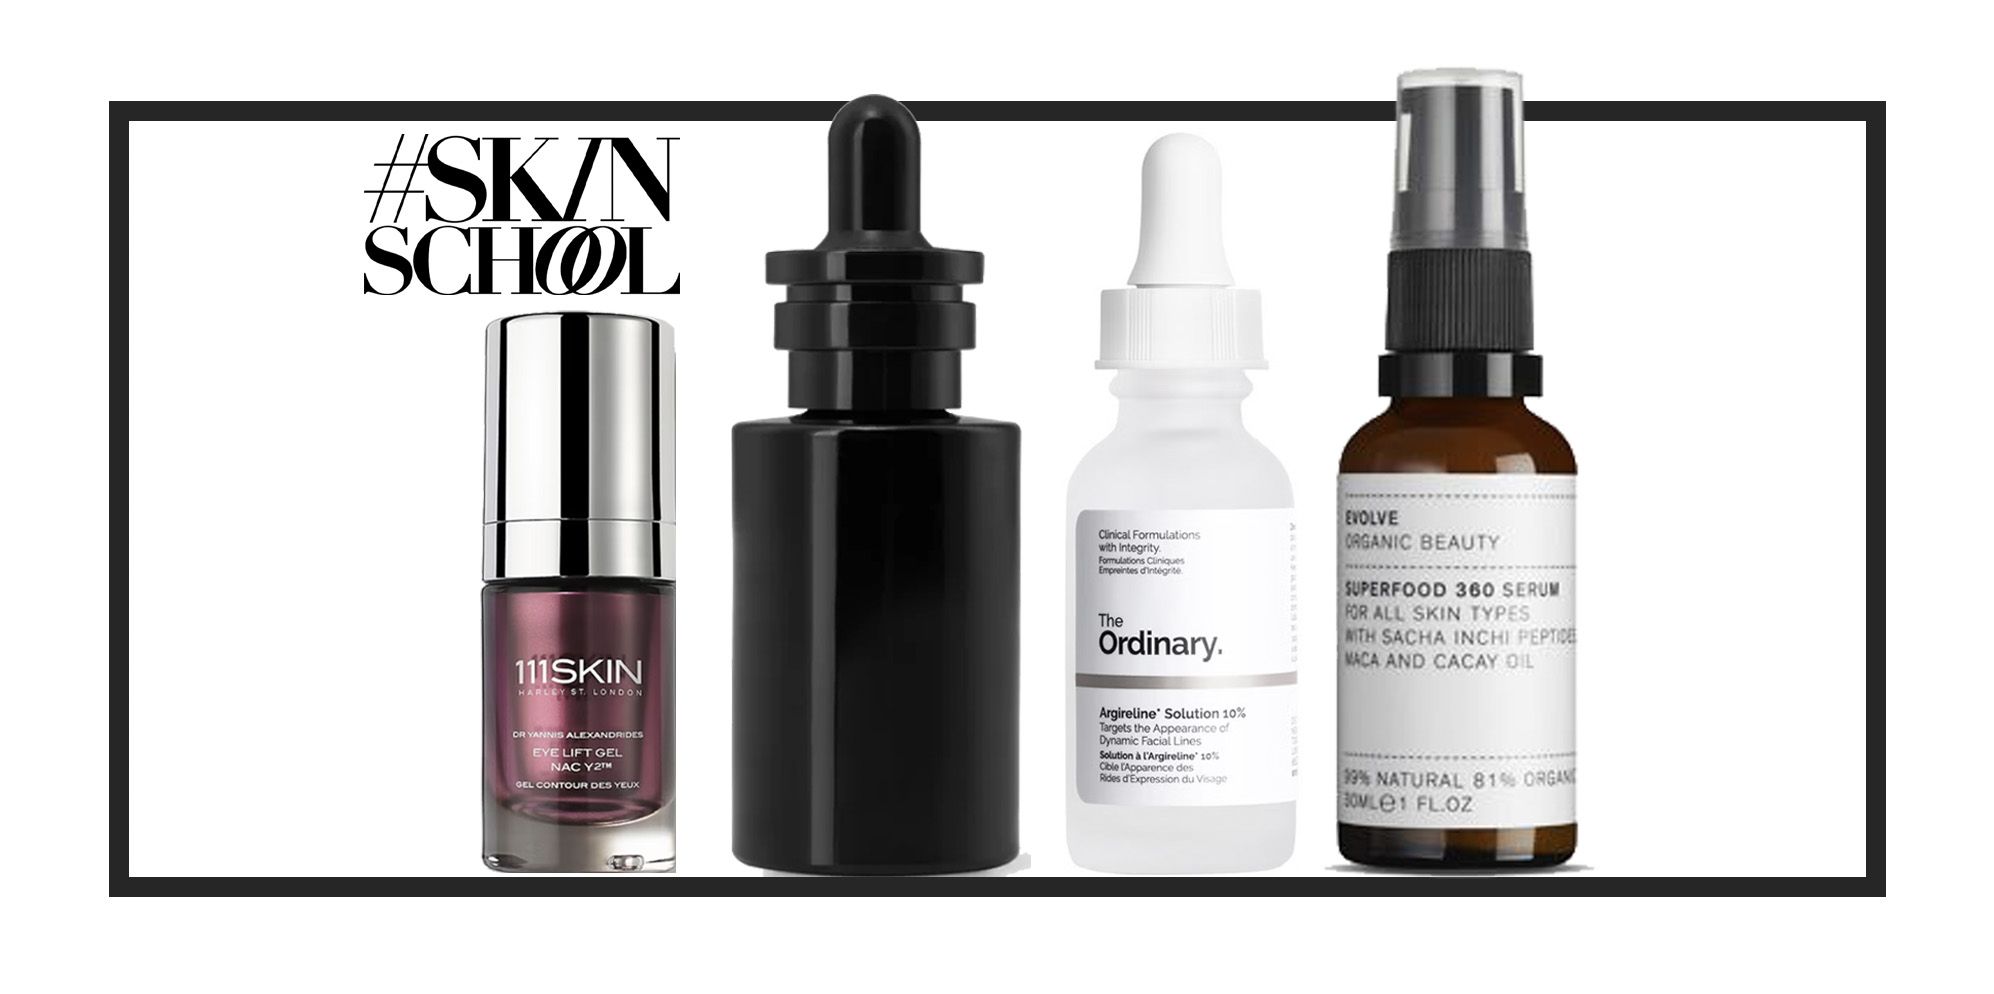 #SKIN
SCHOOL
111SKIN
HARLEY ST. LONDON
DR YANNIS ALEXANDRIDES
EYE LIFT GEL
NAC Y2™
GEL CONTOUR DES YEUX
Clinical Formulations
with Integrity.
Formulations Cliniques
Empreintes d'Intégrité.
The
Ordinary.
Argireline* Solution 10%
Targets the Appearance of
Dynamic Facial Lines
Solution à l'Argireline* 10%
Cible l'Apparence des
Rides d'Expression du Visage
EVOLVE
ORGANIC BEAUTY
SUPERFOOD 360 SERUM
FOR ALL SKIN TYPES
WITH SACHA INCHI PEPTIDES
MACA AND CACAY OIL
99% NATURAL 81% ORGANIC
30ML℮1 FL.OZ